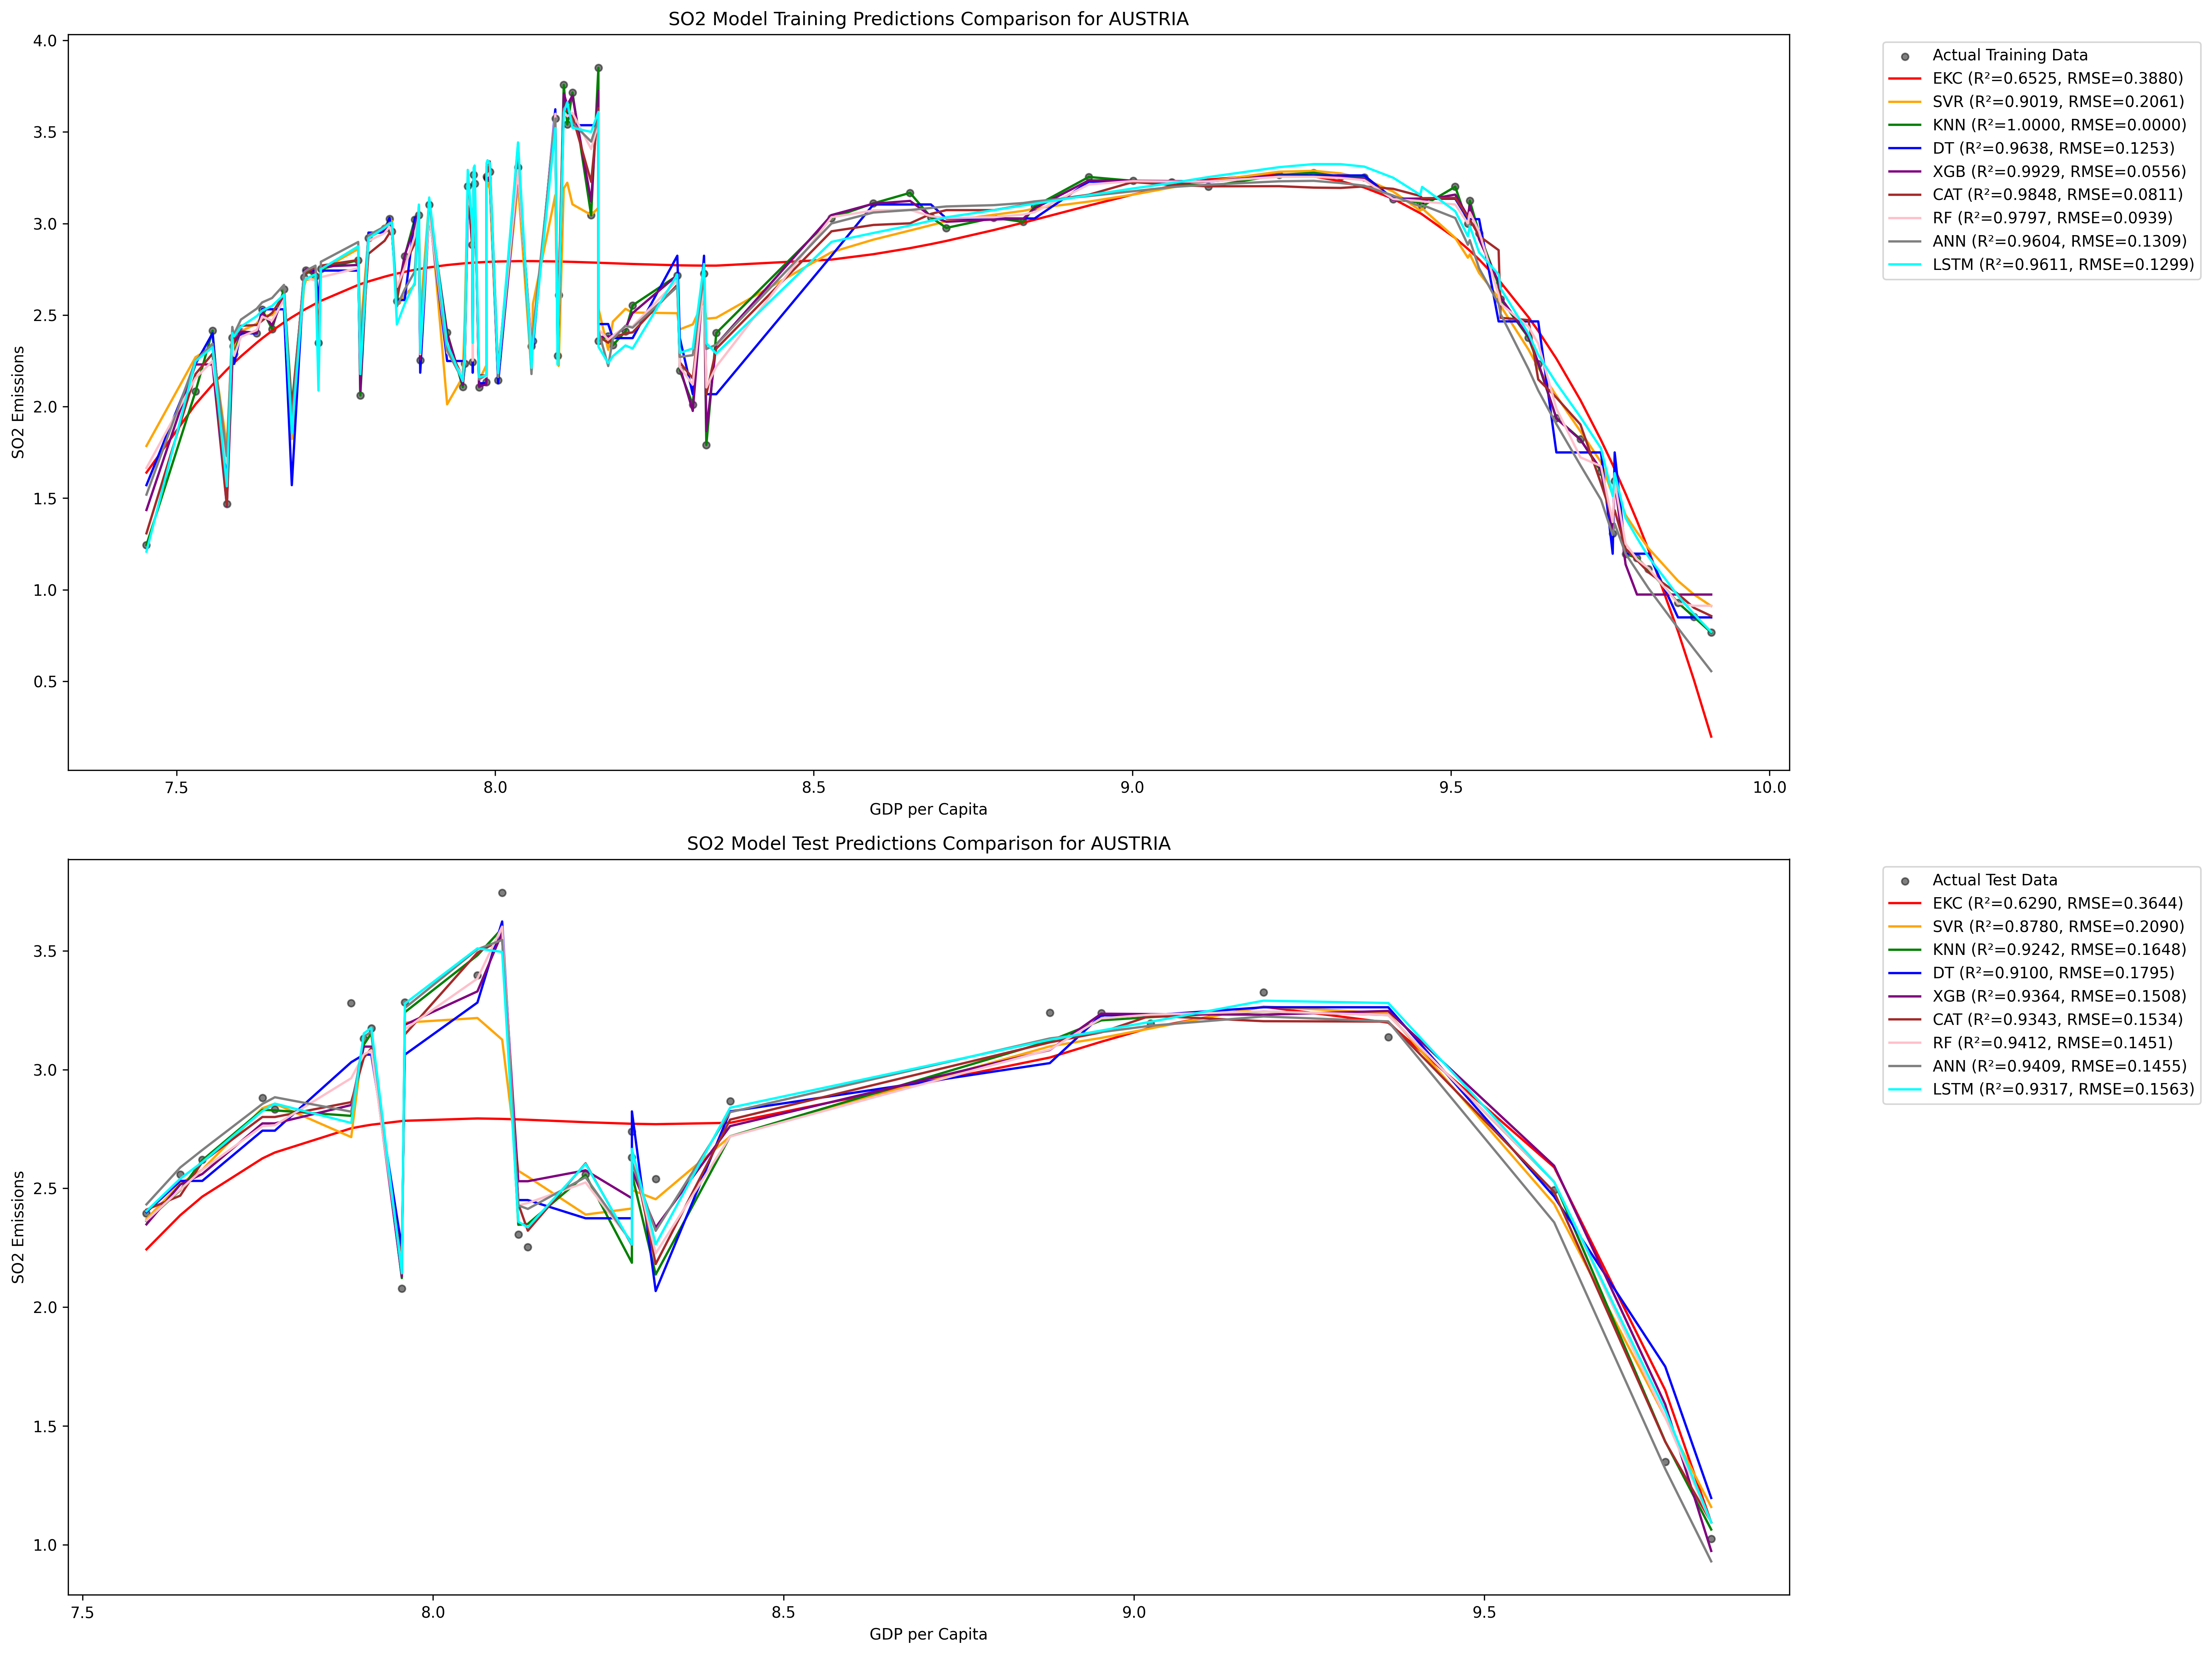 SO2 Model Training Predictions Comparison for AUSTRIA
4.0
3.5
3.0
2.5
2.0
1.5
1.0
0.5
SO2 Emissions
7.5 8.0 8.5 9.0 9.5 10.0
GDP per Capita
Actual Training Data
EKC (R²=0.6525, RMSE=0.3880)
SVR (R²=0.9019, RMSE=0.2061)
KNN (R²=1.0000, RMSE=0.0000)
DT (R²=0.9638, RMSE=0.1253)
XGB (R²=0.9929, RMSE=0.0556)
CAT (R²=0.9848, RMSE=0.0811)
RF (R²=0.9797, RMSE=0.0939)
ANN (R²=0.9604, RMSE=0.1309)
LSTM (R²=0.9611, RMSE=0.1299)
SO2 Model Test Predictions Comparison for AUSTRIA
3.5
3.0
2.5
2.0
1.5
1.0
SO2 Emissions
7.5 8.0 8.5 9.0 9.5
GDP per Capita
Actual Test Data
EKC (R²=0.6290, RMSE=0.3644)
SVR (R²=0.8780, RMSE=0.2090)
KNN (R²=0.9242, RMSE=0.1648)
DT (R²=0.9100, RMSE=0.1795)
XGB (R²=0.9364, RMSE=0.1508)
CAT (R²=0.9343, RMSE=0.1534)
RF (R²=0.9412, RMSE=0.1451)
ANN (R²=0.9409, RMSE=0.1455)
LSTM (R²=0.9317, RMSE=0.1563)